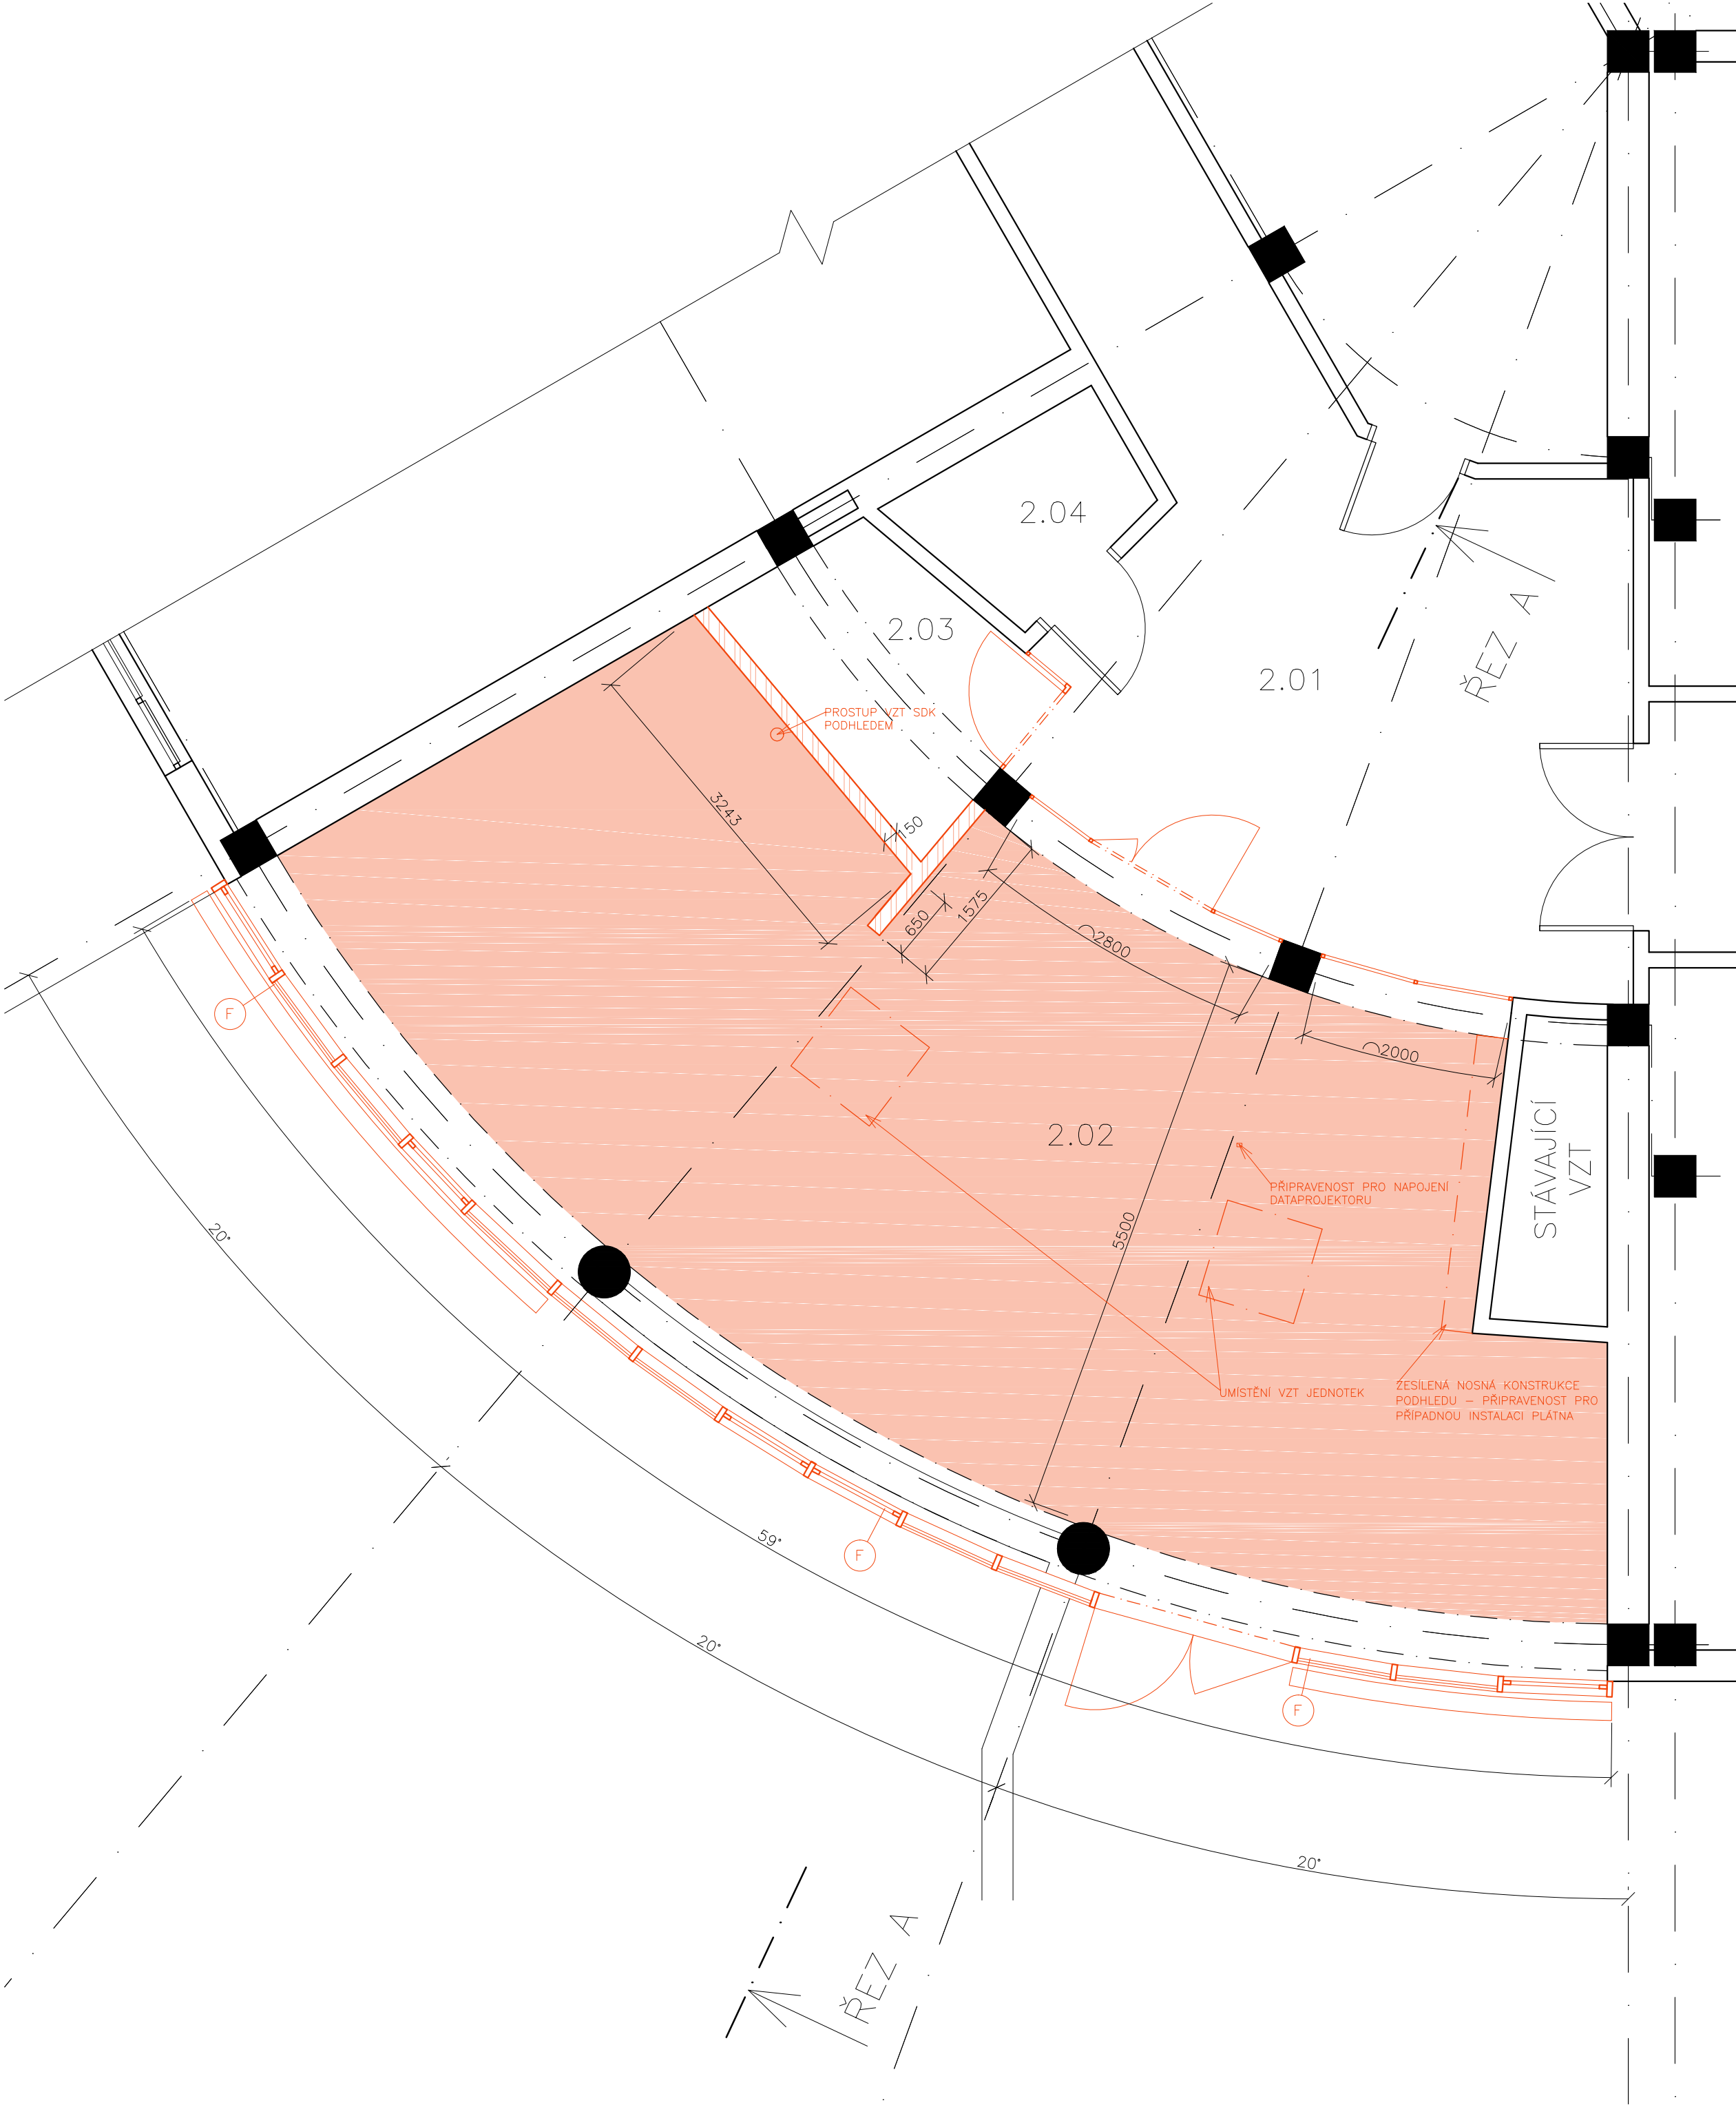 2.04
2.03
2.01
ŘEZ A
PROSTUP VZT SDK
PODHLEDEM
3243
150
650
1575
2800
2000
F
2.02
STÁVAJÍCÍ
VZT
PŘIPRAVENOST PRO NAPOJENÍ
DATAPROJEKTORU
5500
20°
UMÍSTĚNÍ VZT JEDNOTEK
ZESÍLENÁ NOSNÁ KONSTRUKCE
PODHLEDU – PŘIPRAVENOST PRO
PŘÍPADNOU INSTALACI PLÁTNA
59°
F
20°
F
20°
ŘEZ A